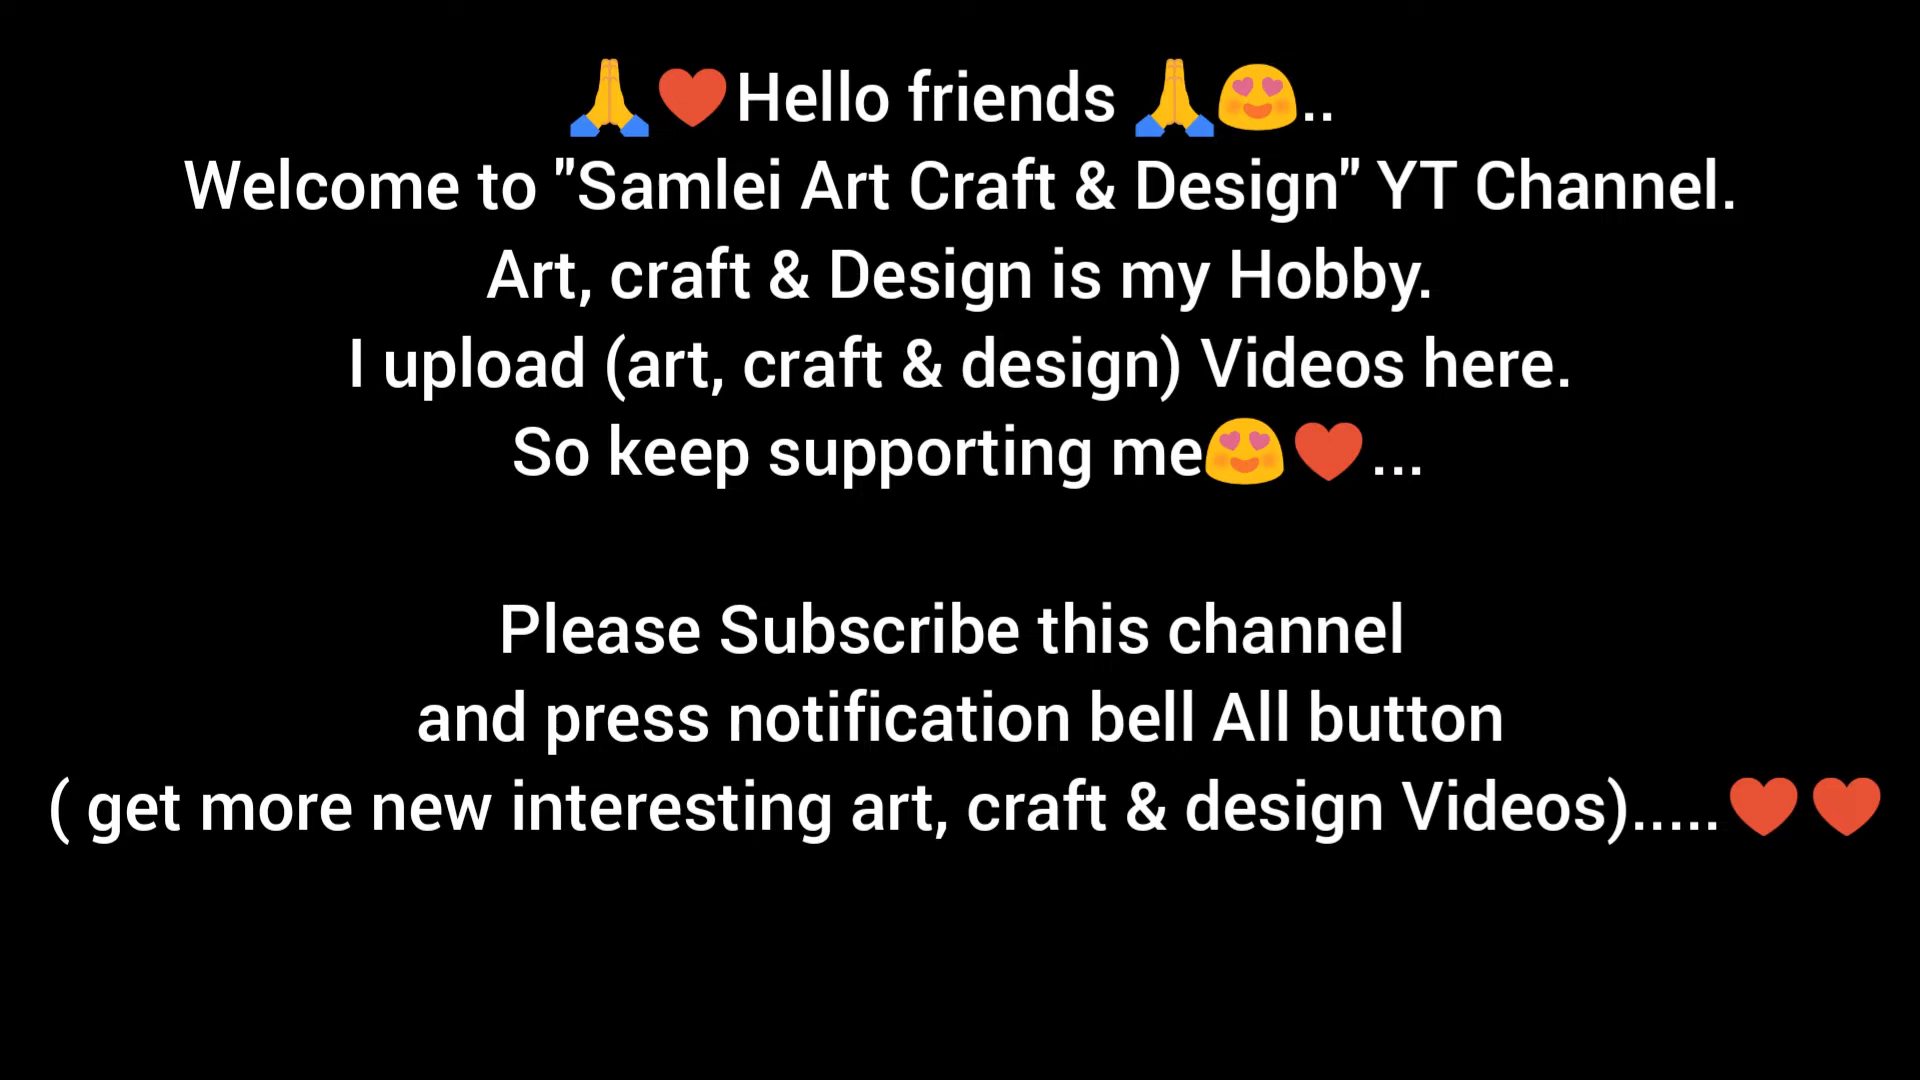 🙏❤️Hello friends 🙏😍..
Welcome to "Samlei Art Craft & Design" YT Channel.
Art, craft & Design is my Hobby.
I upload (art, craft & design) Videos here.
So keep supporting me😍❤️...
Please Subscribe this channel
and press notification bell All button
( get more new interesting art, craft & design Videos).....❤️❤️